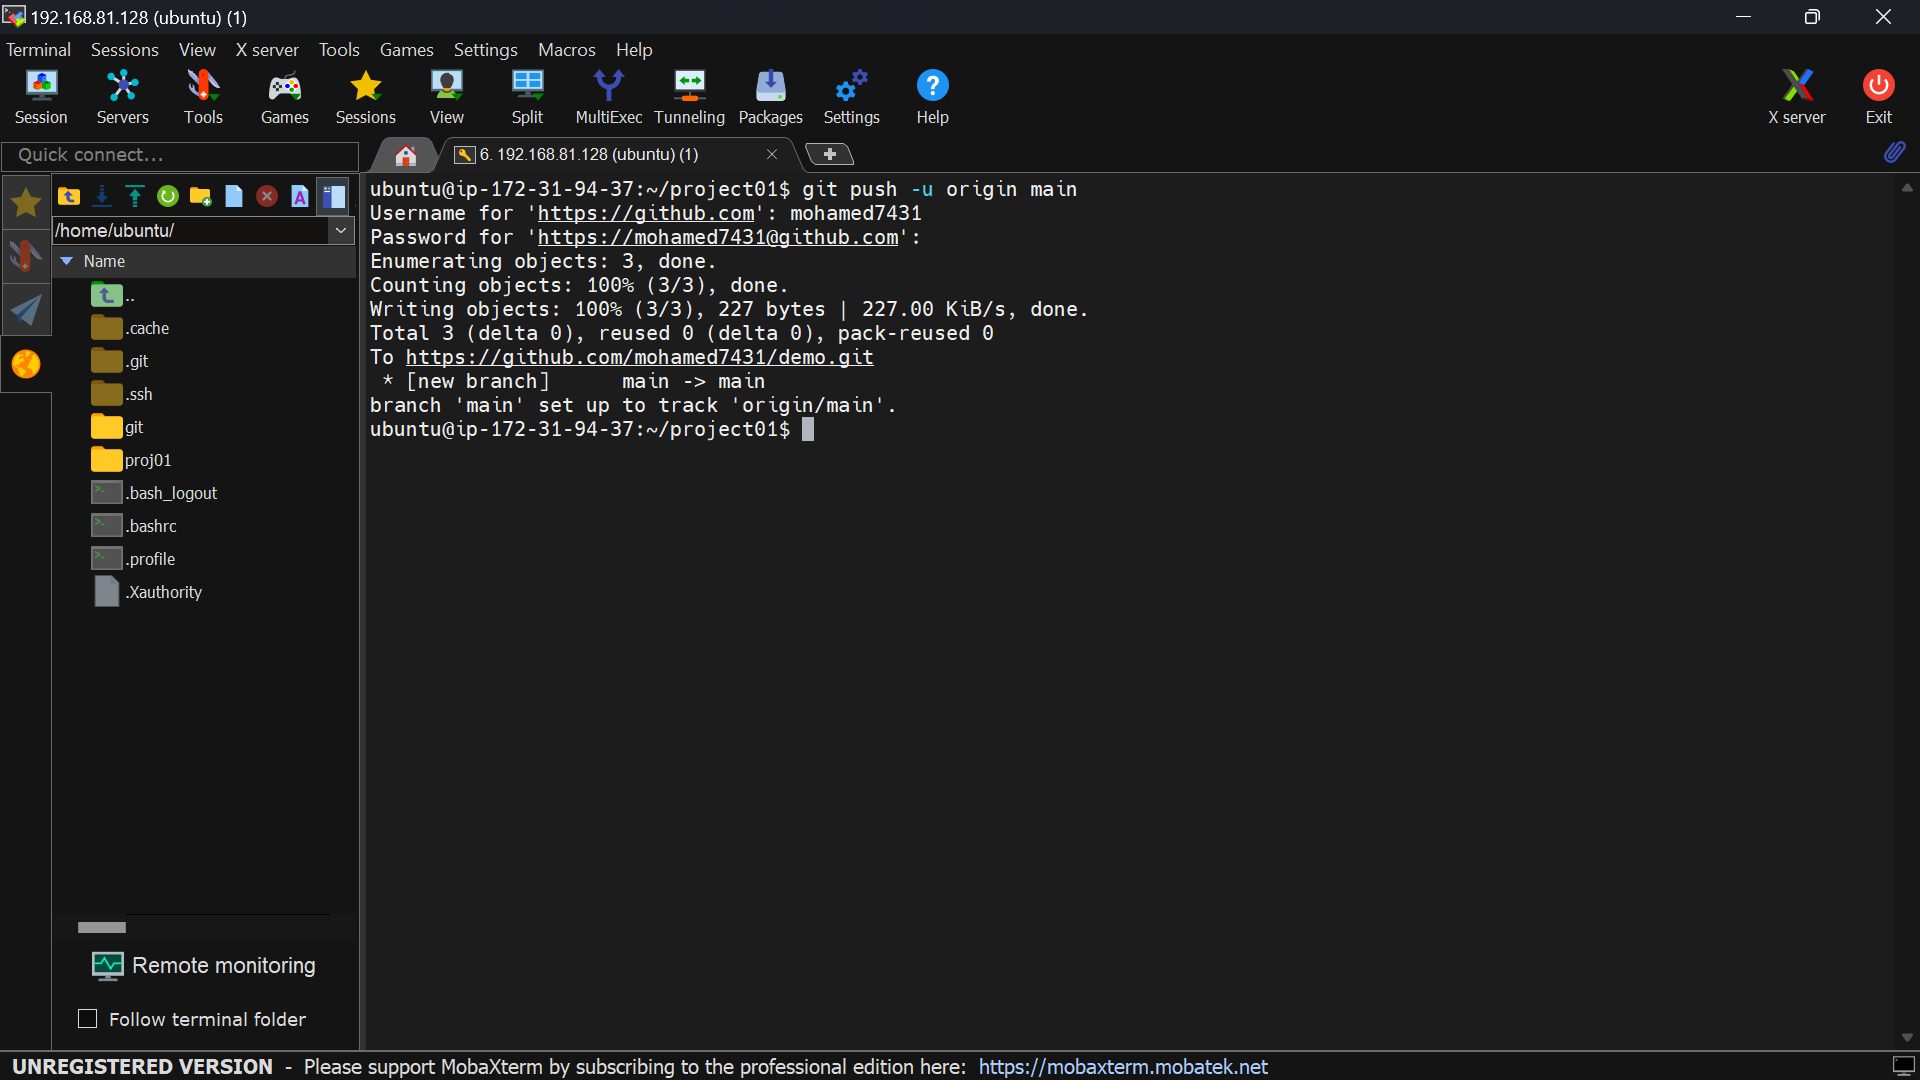 192.168.81.128 (ubuntu) (1)
Terminal Sessions View X server Tools Games Settings Macros Help
Session Servers Tools Games Sessions View Split MultiExec Tunneling Packages Settings Help X server Exit
Quick connect...
6. 192.168.81.128 (ubuntu) (1)
/home/ubuntu/
Name
..
.cache
.git
.ssh
git
proj01
.bash_logout
.bashrc
.profile
.Xauthority
Remote monitoring
Follow terminal folder
ubuntu@ip-172-31-94-37:~/project01$ git push -u origin main
Username for 'https://github.com': mohamed7431
Password for 'https://mohamed7431@github.com':
Enumerating objects: 3, done.
Counting objects: 100% (3/3), done.
Writing objects: 100% (3/3), 227 bytes | 227.00 KiB/s, done.
Total 3 (delta 0), reused 0 (delta 0), pack-reused 0
To https://github.com/mohamed7431/demo.git
 * [new branch]      main -> main
branch 'main' set up to track 'origin/main'.
ubuntu@ip-172-31-94-37:~/project01$
UNREGISTERED VERSION - Please support MobaXterm by subscribing to the professional edition here: https://mobaxterm.mobatek.net